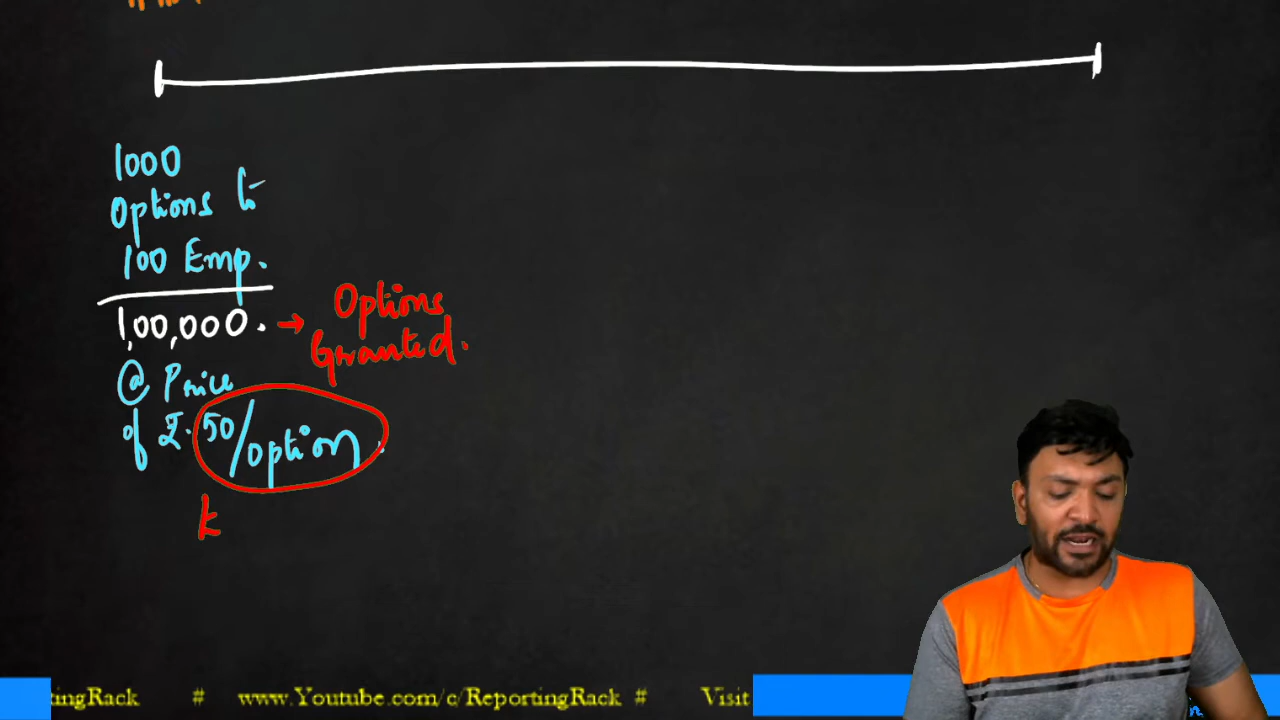 1000
Options to
100 Emp.
1,00,000. → Options
Granted.
@ Price
of ₹. 50/option.
k
tingRack # www.Youtube.com/c/ReportingRack # Visit